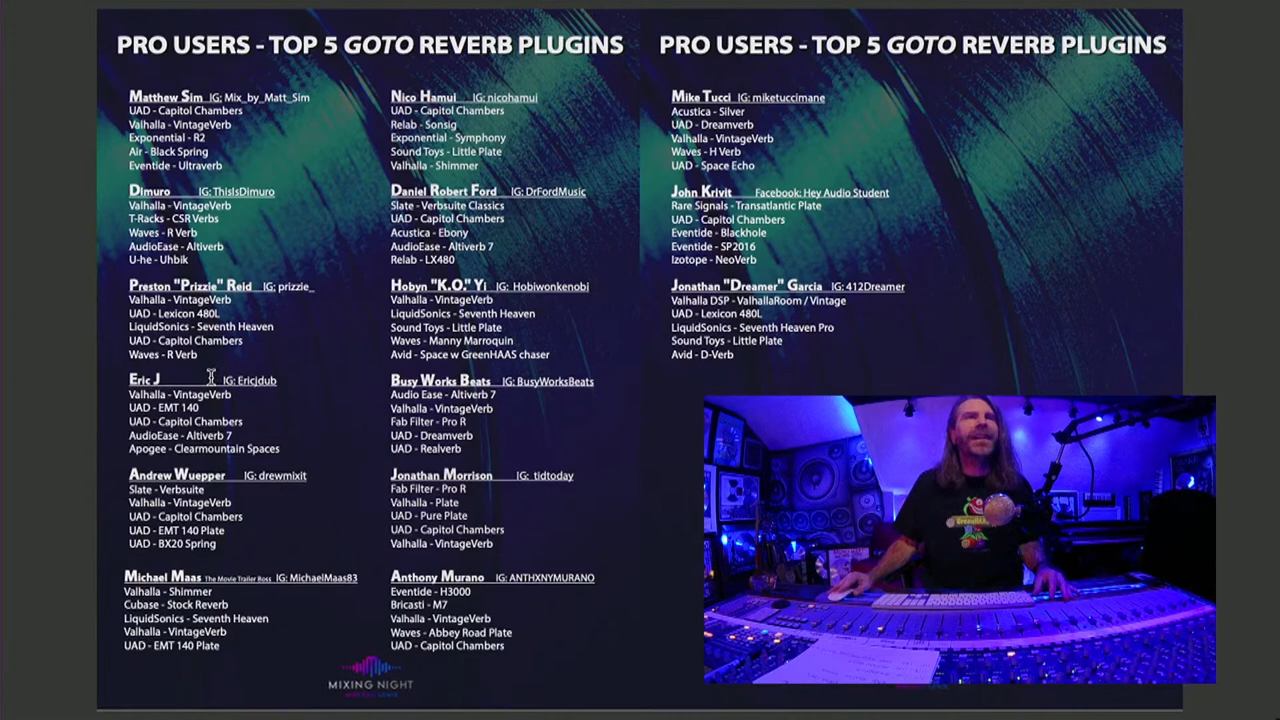 PRO USERS - TOP 5 GOTO REVERB PLUGINS
Matthew Sim IG: Mix_by_Matt_Sim
UAD - Capitol Chambers
Valhalla - VintageVerb
Exponential - R2
Air - Black Spring
Eventide - Ultraverb
Dimuro IG: ThisIsDimuro
Valhalla - VintageVerb
T-Racks - CSR Verbs
Waves - R Verb
AudioEase - Altiverb
U-he - Uhbik
Preston "Prizzie" Reid IG: prizzie_
Valhalla - VintageVerb
UAD - Lexicon 480L
LiquidSonics - Seventh Heaven
UAD - Capitol Chambers
Waves - R Verb
Eric J IG: EricJdub
Valhalla - VintageVerb
UAD - EMT 140
UAD - Capitol Chambers
AudioEase - Altiverb 7
Apogee - Clearmountain Spaces
Andrew Wuepper IG: drewmixit
Slate - Verbsuite
Valhalla - VintageVerb
UAD - Capitol Chambers
UAD - EMT 140 Plate
UAD - BX20 Spring
Michael Maas The Movie Trailer Boss IG: MichaelMaas83
Valhalla - Shimmer
Cubase - Stock Reverb
LiquidSonics - Seventh Heaven
Valhalla - VintageVerb
UAD - EMT 140 Plate
Nico Hamui IG: nicohamui
UAD - Capitol Chambers
Relab - Sonsig
Exponential - Symphony
Sound Toys - Little Plate
Valhalla - Shimmer
Daniel Robert Ford IG: DrFordMusic
Slate - Verbsuite Classics
UAD - Capitol Chambers
Acustica - Ebony
AudioEase - Altiverb 7
Relab - LX480
Hobyn "K.O." Yi IG: Hobiwonkenobi
Valhalla - VintageVerb
LiquidSonics - Seventh Heaven
Sound Toys - Little Plate
Waves - Manny Marroquin
Avid - Space w GreenHAAS chaser
Busy Works Beats IG: BusyWorksBeats
Audio Ease - Altiverb 7
Valhalla - VintageVerb
Fab Filter - Pro R
UAD - Dreamverb
UAD - Realverb
Jonathan Morrison IG: tidtoday
Fab Filter - Pro R
Valhalla - Plate
UAD - Pure Plate
UAD - Capitol Chambers
Valhalla - VintageVerb
Anthony Murano IG: ANTHXNYMURANO
Eventide - H3000
Bricasti - M7
Valhalla - VintageVerb
Waves - Abbey Road Plate
UAD - Capitol Chambers
MIXING NIGHT
PRO USERS - TOP 5 GOTO REVERB PLUGINS
Mike Tucci IG: miketuccimane
Acustica - Silver
UAD - Dreamverb
Valhalla - VintageVerb
Waves - H Verb
UAD - Space Echo
John Krivit Facebook: Hey Audio Student
Rare Signals - Transatlantic Plate
UAD - Capitol Chambers
Eventide - Blackhole
Eventide - SP2016
Izotope - NeoVerb
Jonathan "Dreamer" Garcia IG: 412Dreamer
Valhalla DSP - ValhallaRoom / Vintage
UAD - Lexicon 480L
LiquidSonics - Seventh Heaven Pro
Sound Toys - Little Plate
Avid - D-Verb